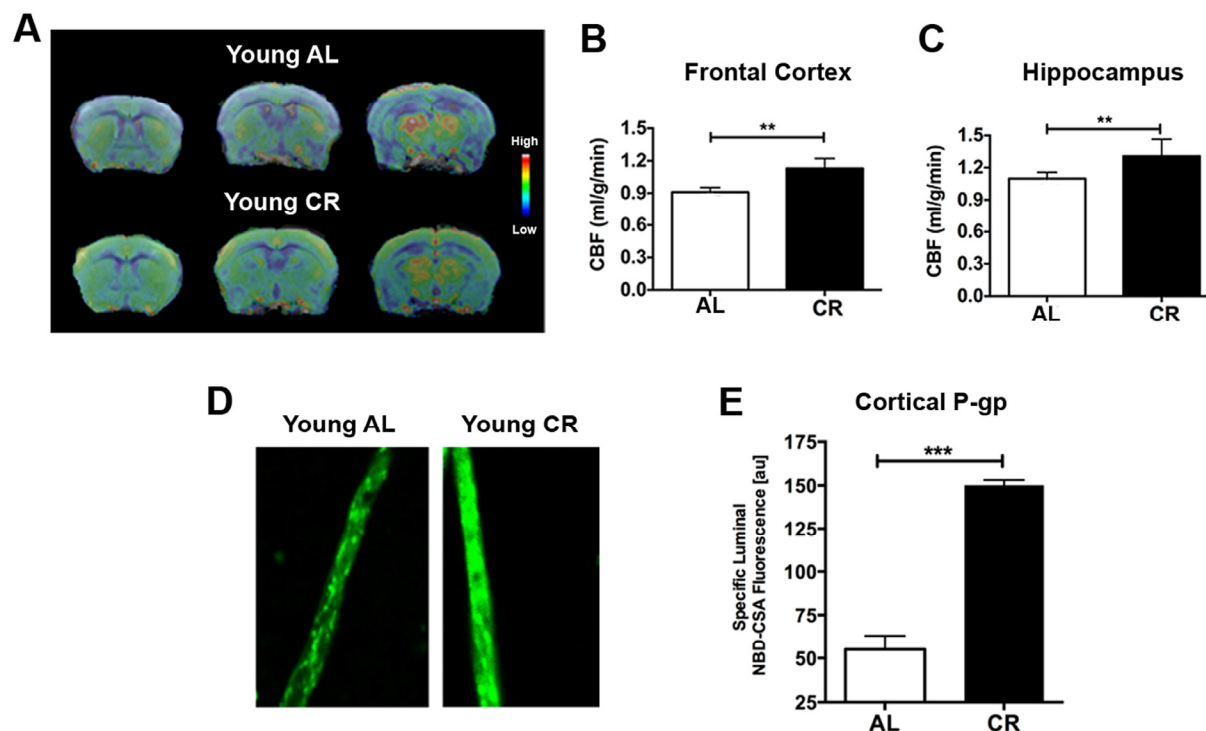 A
Young AL
Young CR
High
Low
B
Frontal Cortex
CBF (ml/g/min)
1.5
1.2
0.9
0.6
0.3
0.0
**
AL
CR
C
Hippocampus
CBF (ml/g/min)
1.5
1.2
0.9
0.6
0.3
0.0
**
AL
CR
D
Young AL
Young CR
E
Cortical P-gp
Specific Luminal
NBD-CSA Fluorescence [au]
175
150
125
100
75
50
25
***
AL
CR